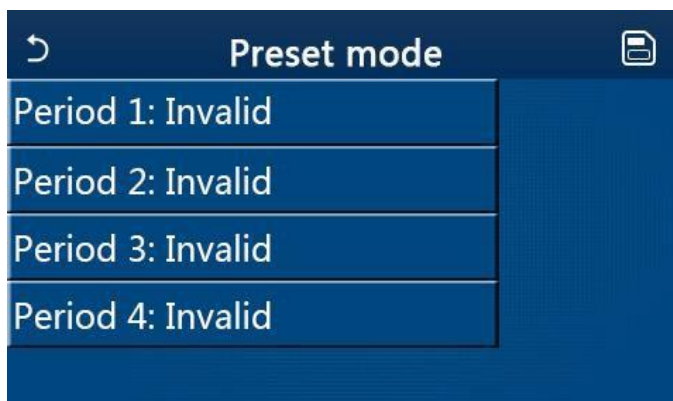 Preset mode
Period 1: Invalid
Period 2: Invalid
Period 3: Invalid
Period 4: Invalid